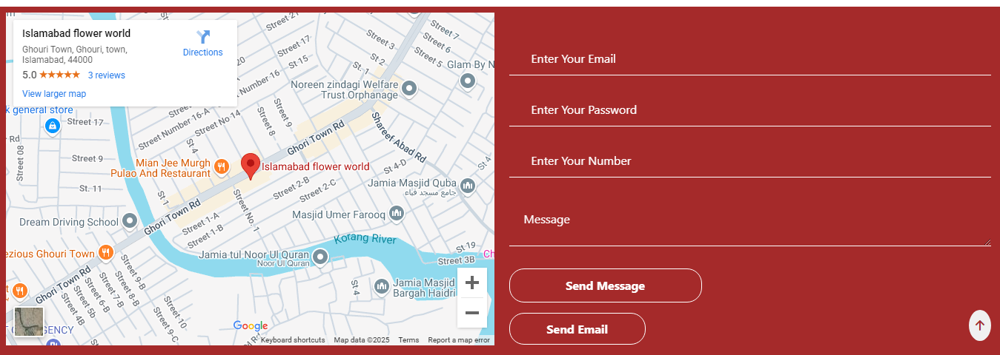 Islamabad flower world
Ghouri Town, Ghouri, town,
Islamabad, 44000
5.0 3 reviews
View larger map
Directions
Street 21
Street 17
St 15
20
Street Number 16
Street 7
Street 6
Street 5
Street 3
St 2
St. 1
Glam By N
Noreen zindagi Welfare
Trust Orphanage
k general store
Street 17
Rd
Street 08
Street 9
St. 11
Street Number 16-A
Street No 14
Street 9
Street 8
St 4
Ghori Town Rd
Shareef Abad Rd
Mian Jee Murgh
Pulao And Restaurant
Islamabad flower world
St 4-D
St 4
Street 2-B
Street 2-C
Jamia Masjid Quba
جامع مسجد قباء
St 1
Ghori Town Rd
Street No. 1
Street 1-A
Street 1-B
Masjid Umer Farooq
Dream Driving School
Korang River
St 19
Street 3B
Ch
Jamia tul Noor Ul Quran
Noor Ul Quran
ezious Ghouri Town
Street 9-B
Street 8-B
Street 7-B
Street 6-B
Street 5b
Street 4B
Ghori Town Rd
Street 10
Street 9-C
St 4
Jamia Masjid
Bargah Haidri
Google
Keyboard shortcuts
Map data ©2025
Terms
Report a map error
Enter Your Email
Enter Your Password
Enter Your Number
Message
Send Message
Send Email